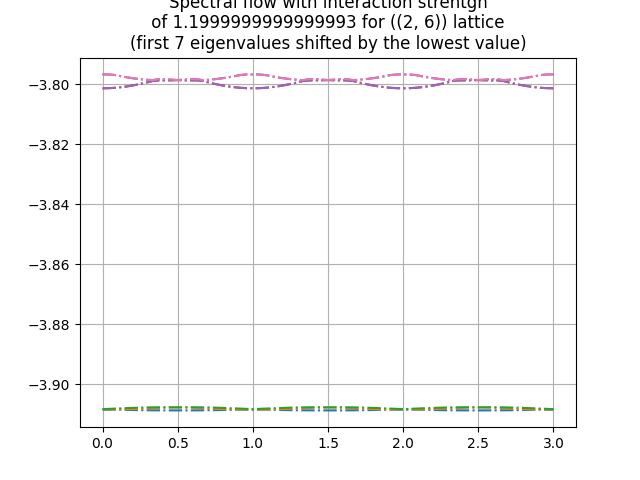 Spectral flow with interaction strentgh
of 1.1999999999999993 for ((2, 6)) lattice
(first 7 eigenvalues shifted by the lowest value)
−3.80
−3.82
−3.84
−3.86
−3.88
−3.90
0.0 0.5 1.0 1.5 2.0 2.5 3.0